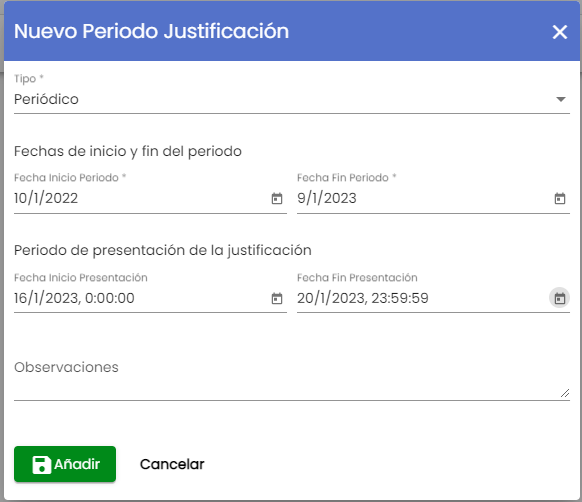 Nuevo Periodo Justificación
Tipo *
Periódico
Fechas de inicio y fin del periodo
Fecha Inicio Periodo * Fecha Fin Periodo *
10/1/2022 9/1/2023
Periodo de presentación de la justificación
Fecha Inicio Presentación Fecha Fin Presentación
16/1/2023, 0:00:00 20/1/2023, 23:59:59
Observaciones
Añadir Cancelar